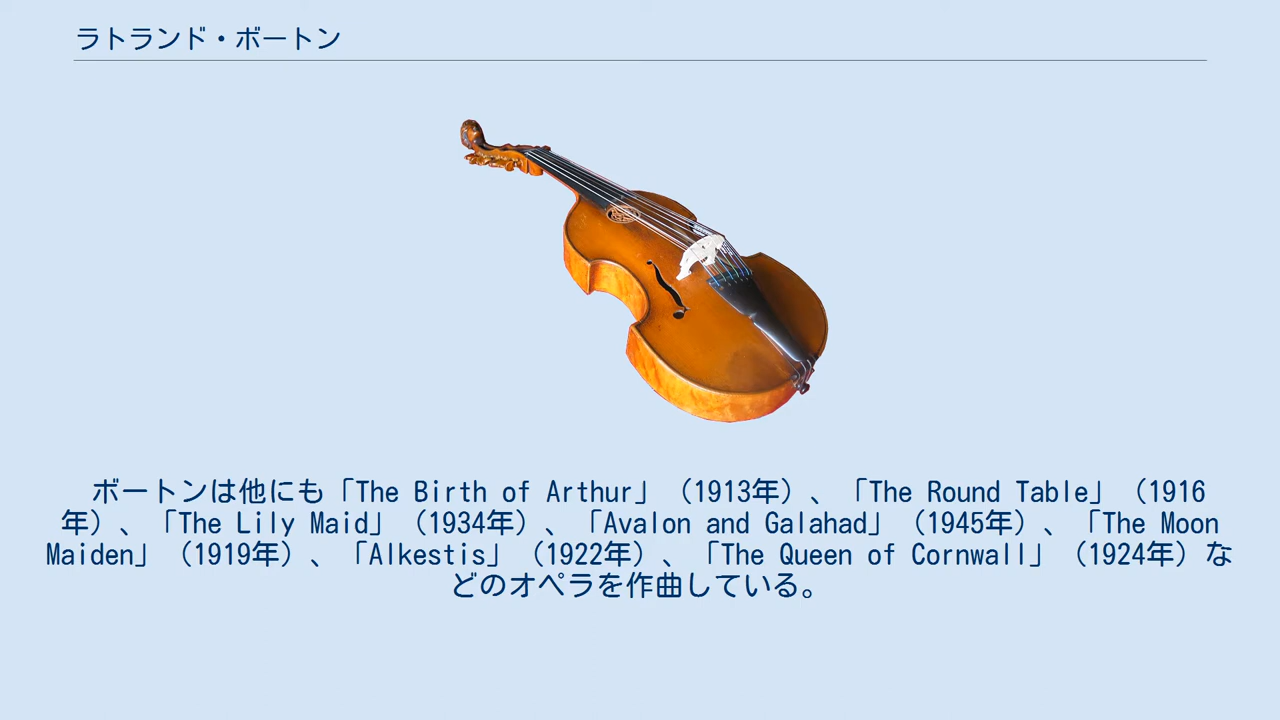 ラトランド・ボートン
ボートンは他にも「The Birth of Arthur」（1913年）、「The Round Table」（1916
年）、「The Lily Maid」（1934年）、「Avalon and Galahad」（1945年）、「The Moon
Maiden」（1919年）、「Alkestis」（1922年）、「The Queen of Cornwall」（1924年）な
どのオペラを作曲している。